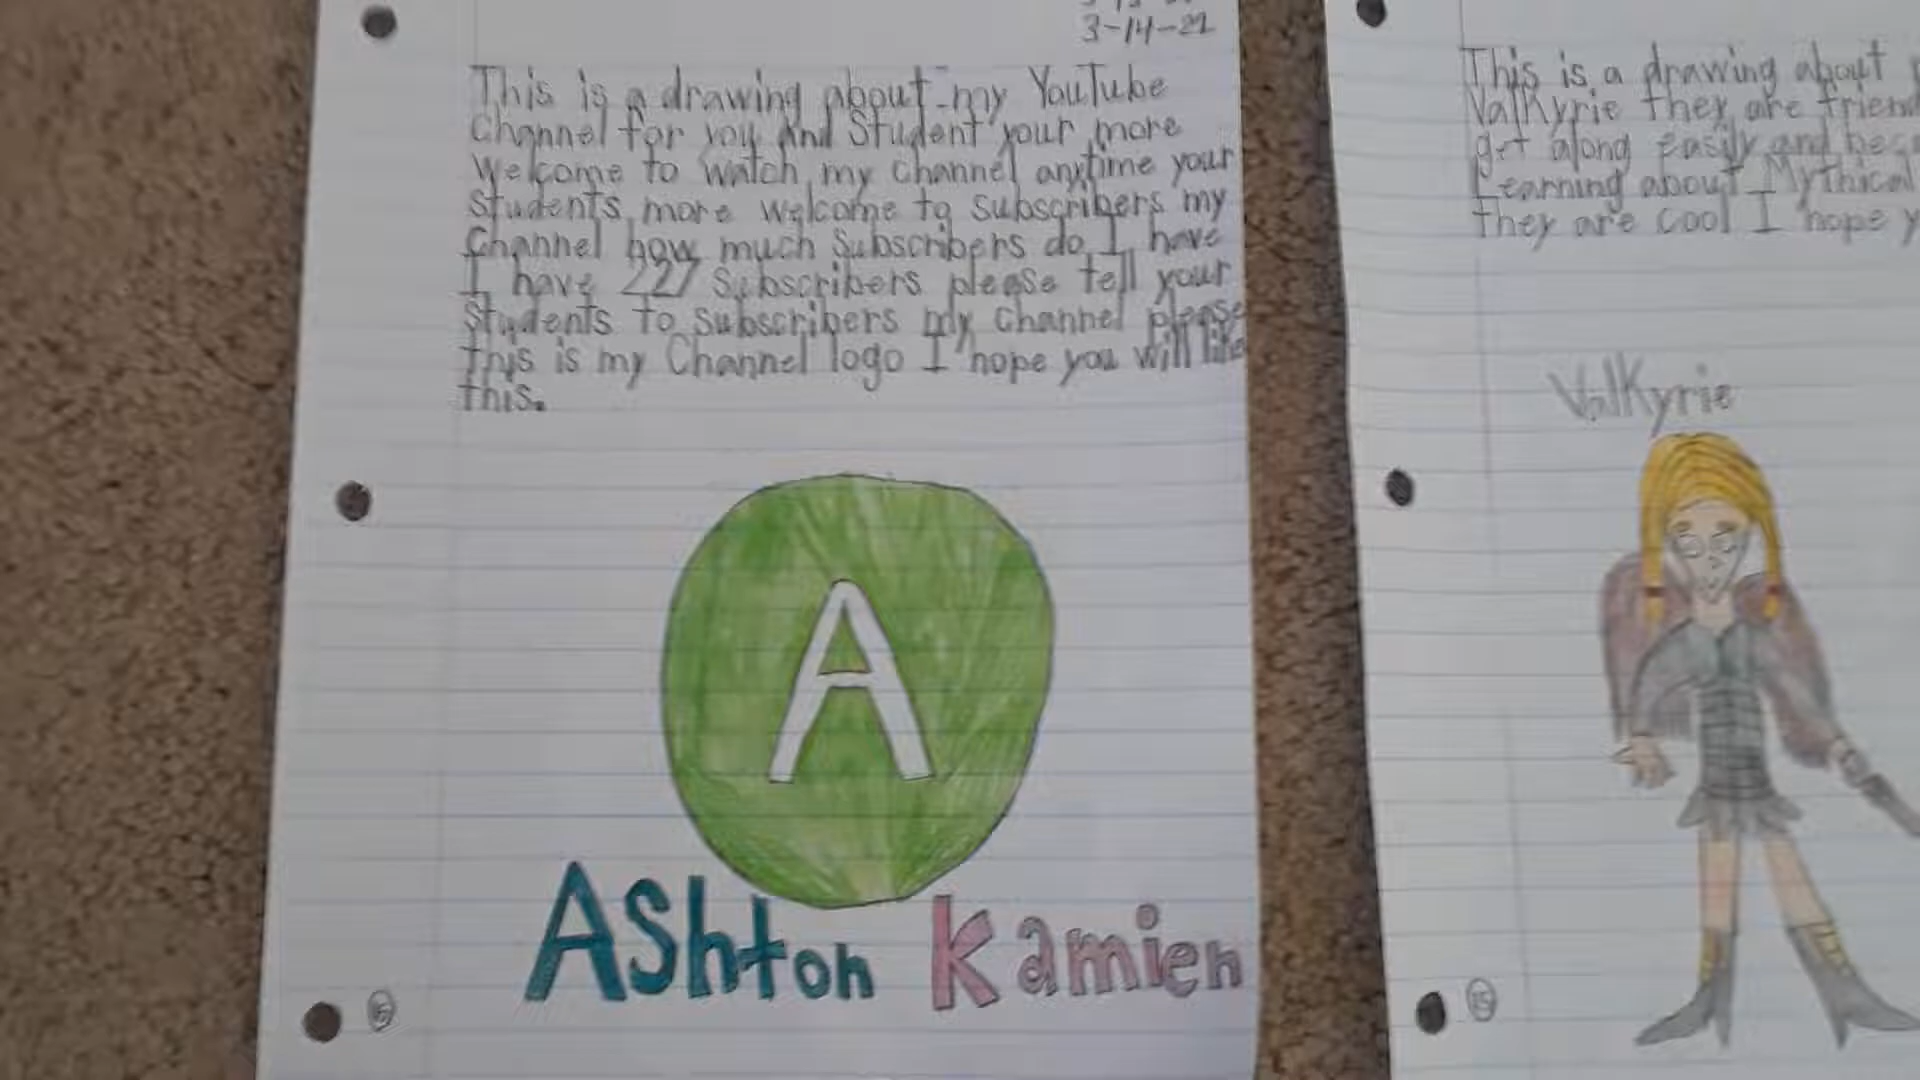 3-14-21
This is a drawing about my YouTube
Channel for you and Student your more
welcome to watch my channel anytime your
students more welcome to subscribers my
channel how much Subscribers do I have
I have 227 Subscribers please tell your
students to subscribers my channel please
this is my Channel logo I hope you will like
this.
A
Ashton Kamien
16
This is a drawing about
Valkyrie they are
get along easily and
Learning about Mythical
they are cool I hope
Valkyrie
15